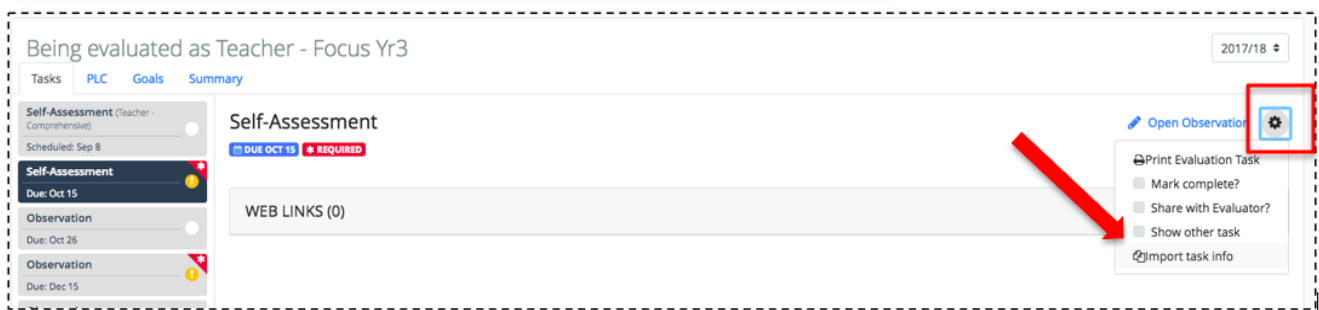 Being evaluated as Teacher - Focus Yr3
2017/18
Tasks PLC Goals Summary
Self-Assessment (Teacher -
Comprehensive)
Scheduled: Sep 8
Self-Assessment
Due: Oct 15
Observation
Due: Oct 26
Observation
Due: Dec 15
Self-Assessment
DUE OCT 15 * REQUIRED
WEB LINKS (0)
Open Observation
Print Evaluation Task
Mark complete?
Share with Evaluator?
Show other task
Import task info